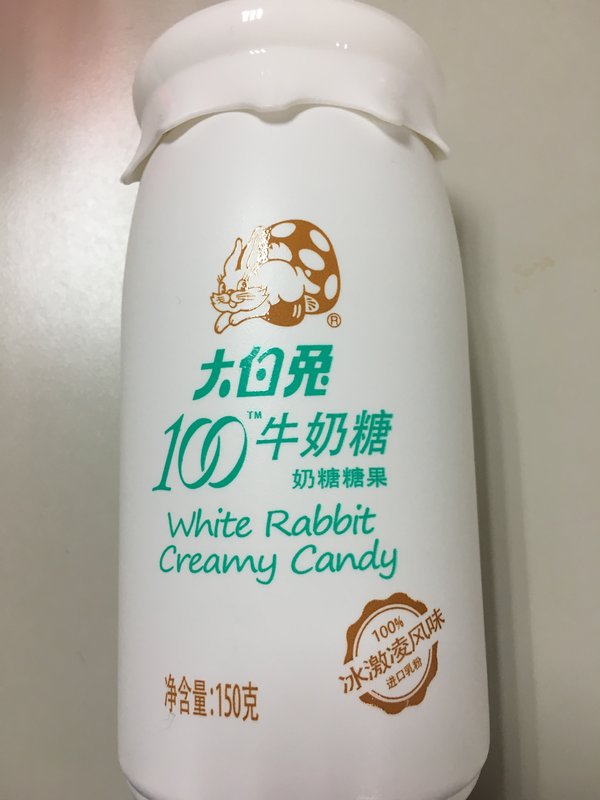 ®
大白兔
100™牛奶糖
奶糖糖果
White Rabbit
Creamy Candy
100%
冰激凌风味
进口乳粉
净含量:150克